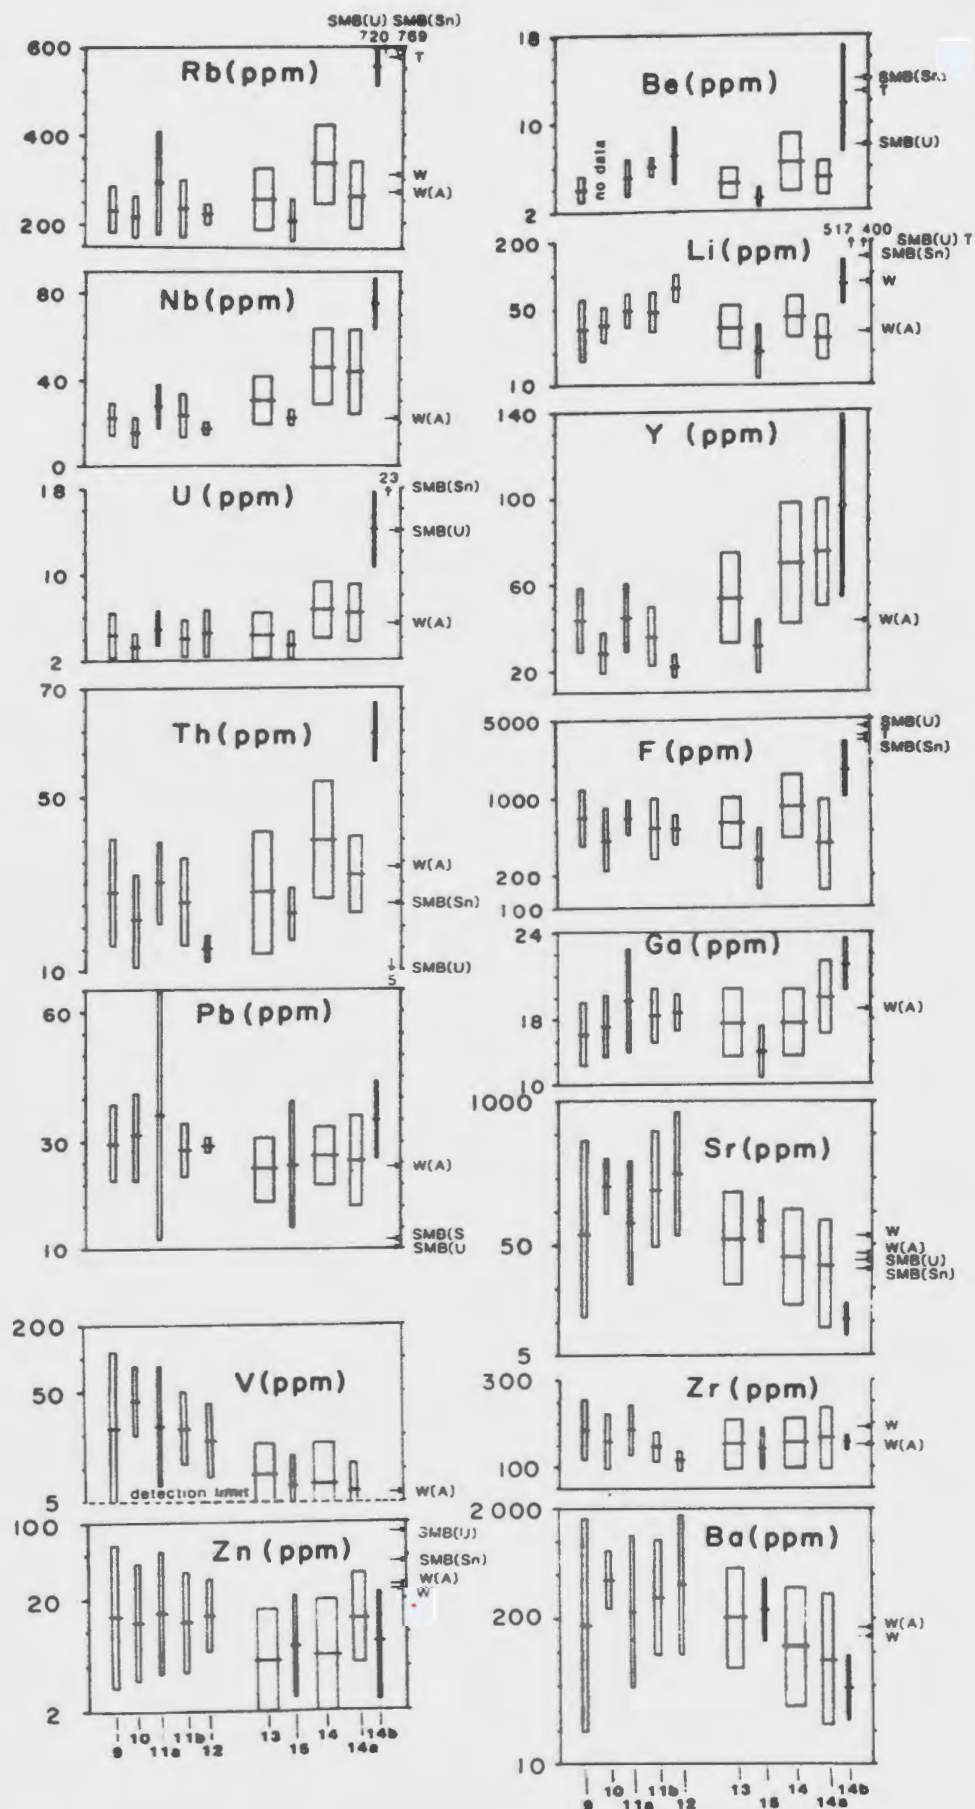 SMB(U) SMB(Sn)
720 769
Rb(ppm)
600
400
200
T
W
W(A)
Nb(ppm)
80
40
0
W(A)
U(ppm)
18
10
2
23
SMB(Sn)
SMB(U)
W(A)
Th(ppm)
70
50
10
W(A)
SMB(Sn)
SMB(U)
5
Pb(ppm)
60
30
10
W(A)
SMB(S
SMB(U
V(ppm)
200
50
5
detection limit
W(A)
Zn(ppm)
100
20
2
SMB(U)
SMB(Sn)
W(A)
W
9
10
11a
11b
12
13
15
14
14a
14b
Be(ppm)
18
10
2
no data
SMB(Sn)
T
SMB(U)
Li(ppm)
200
50
10
517 400
SMB(U) T
SMB(Sn)
W
W(A)
Y (ppm)
140
100
60
20
W(A)
F(ppm)
5000
1000
200
100
SMB(U)
T
SMB(Sn)
Ga(ppm)
24
18
10
W(A)
Sr(ppm)
1000
50
5
W
W(A)
SMB(U)
SMB(Sn)
Zr(ppm)
300
100
W
W(A)
Ba(ppm)
2000
200
10
W(A)
W
9
10
11a
11b
12
13
15
14
14a
14b